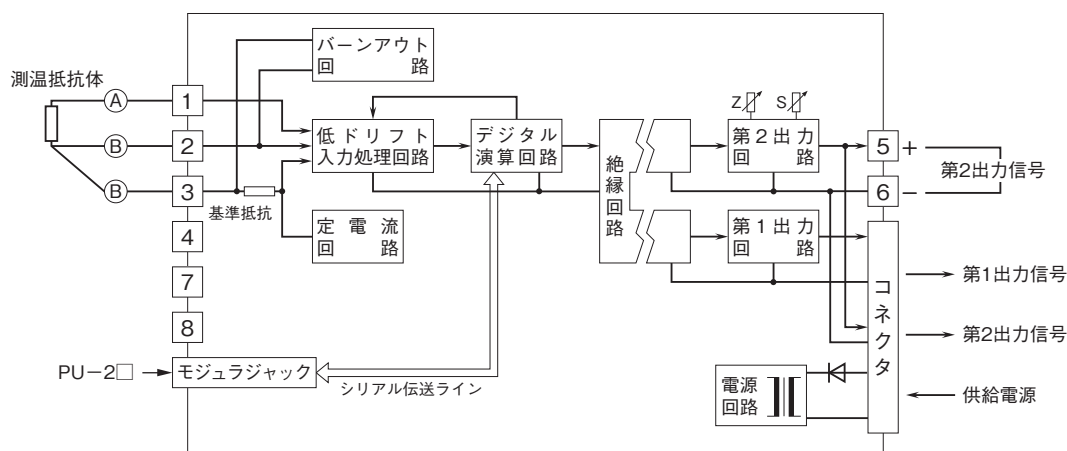 測温抵抗体
A
B
B
1
2
3
4
7
8
PU−2□
モジュラジャック
シリアル伝送ライン
バーンアウト
回路
低ドリフト
入力処理回路
基準抵抗
定電流
回路
デジタル
演算回路
絶縁回路
Z
S
第2出力
回路
第1出力
回路
電源
回路
コネクタ
5
+
6
−
第2出力信号
第1出力信号
第2出力信号
供給電源